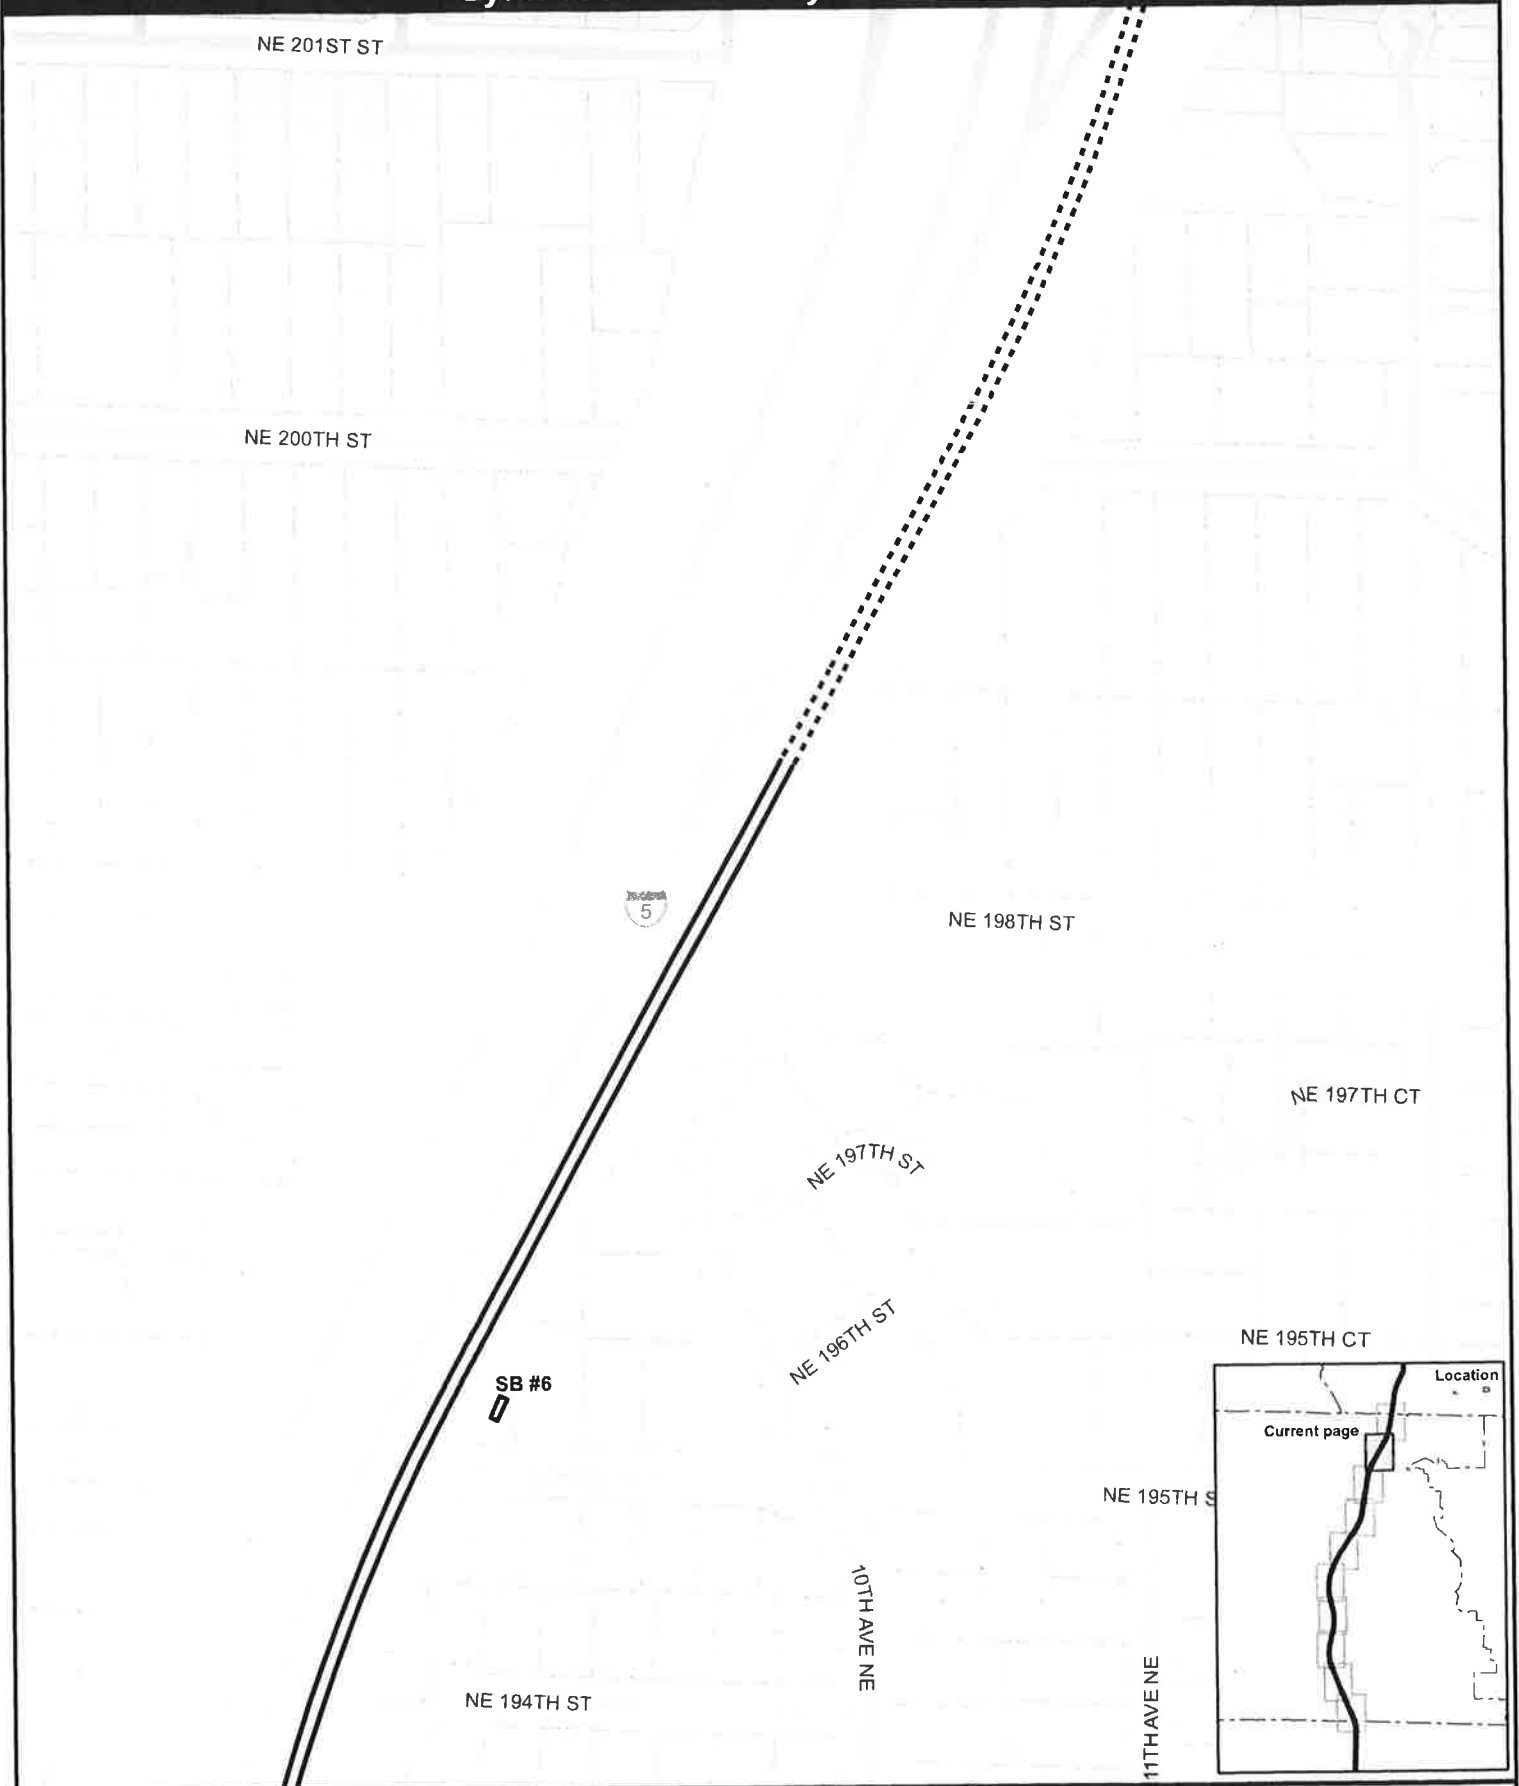 NE 201ST ST
NE 200TH ST
5
NE 198TH ST
NE 197TH CT
NE 197TH ST
NE 196TH ST
NE 195TH CT
SB #6
Location
Current page
NE 195TH S
10TH AVE NE
11TH AVE NE
NE 194TH ST